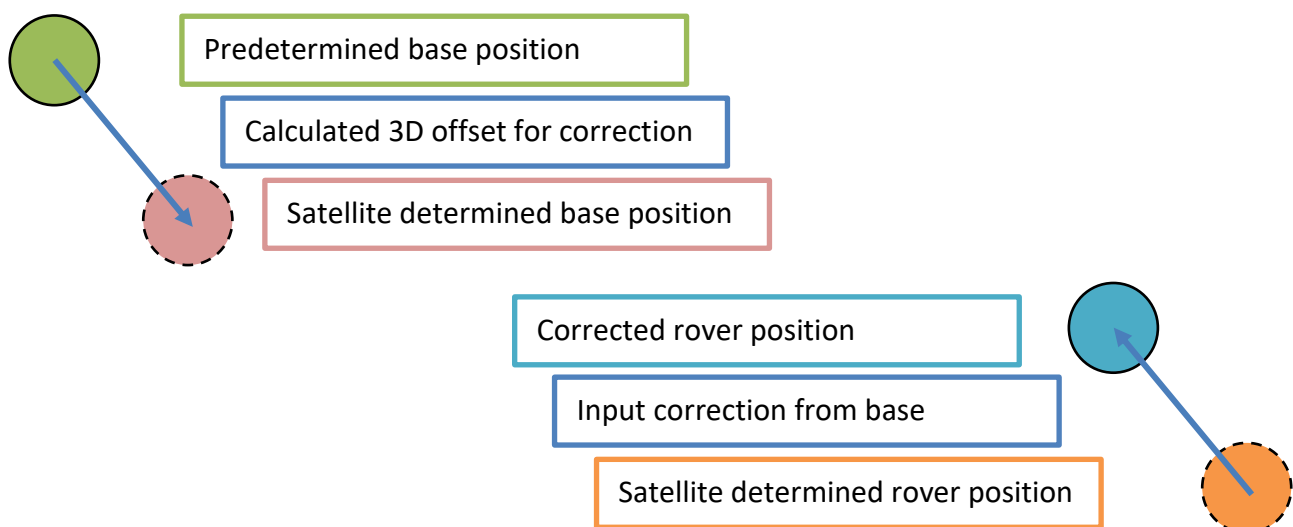 Predetermined base position
Calculated 3D offset for correction
Satellite determined base position
Corrected rover position
Input correction from base
Satellite determined rover position